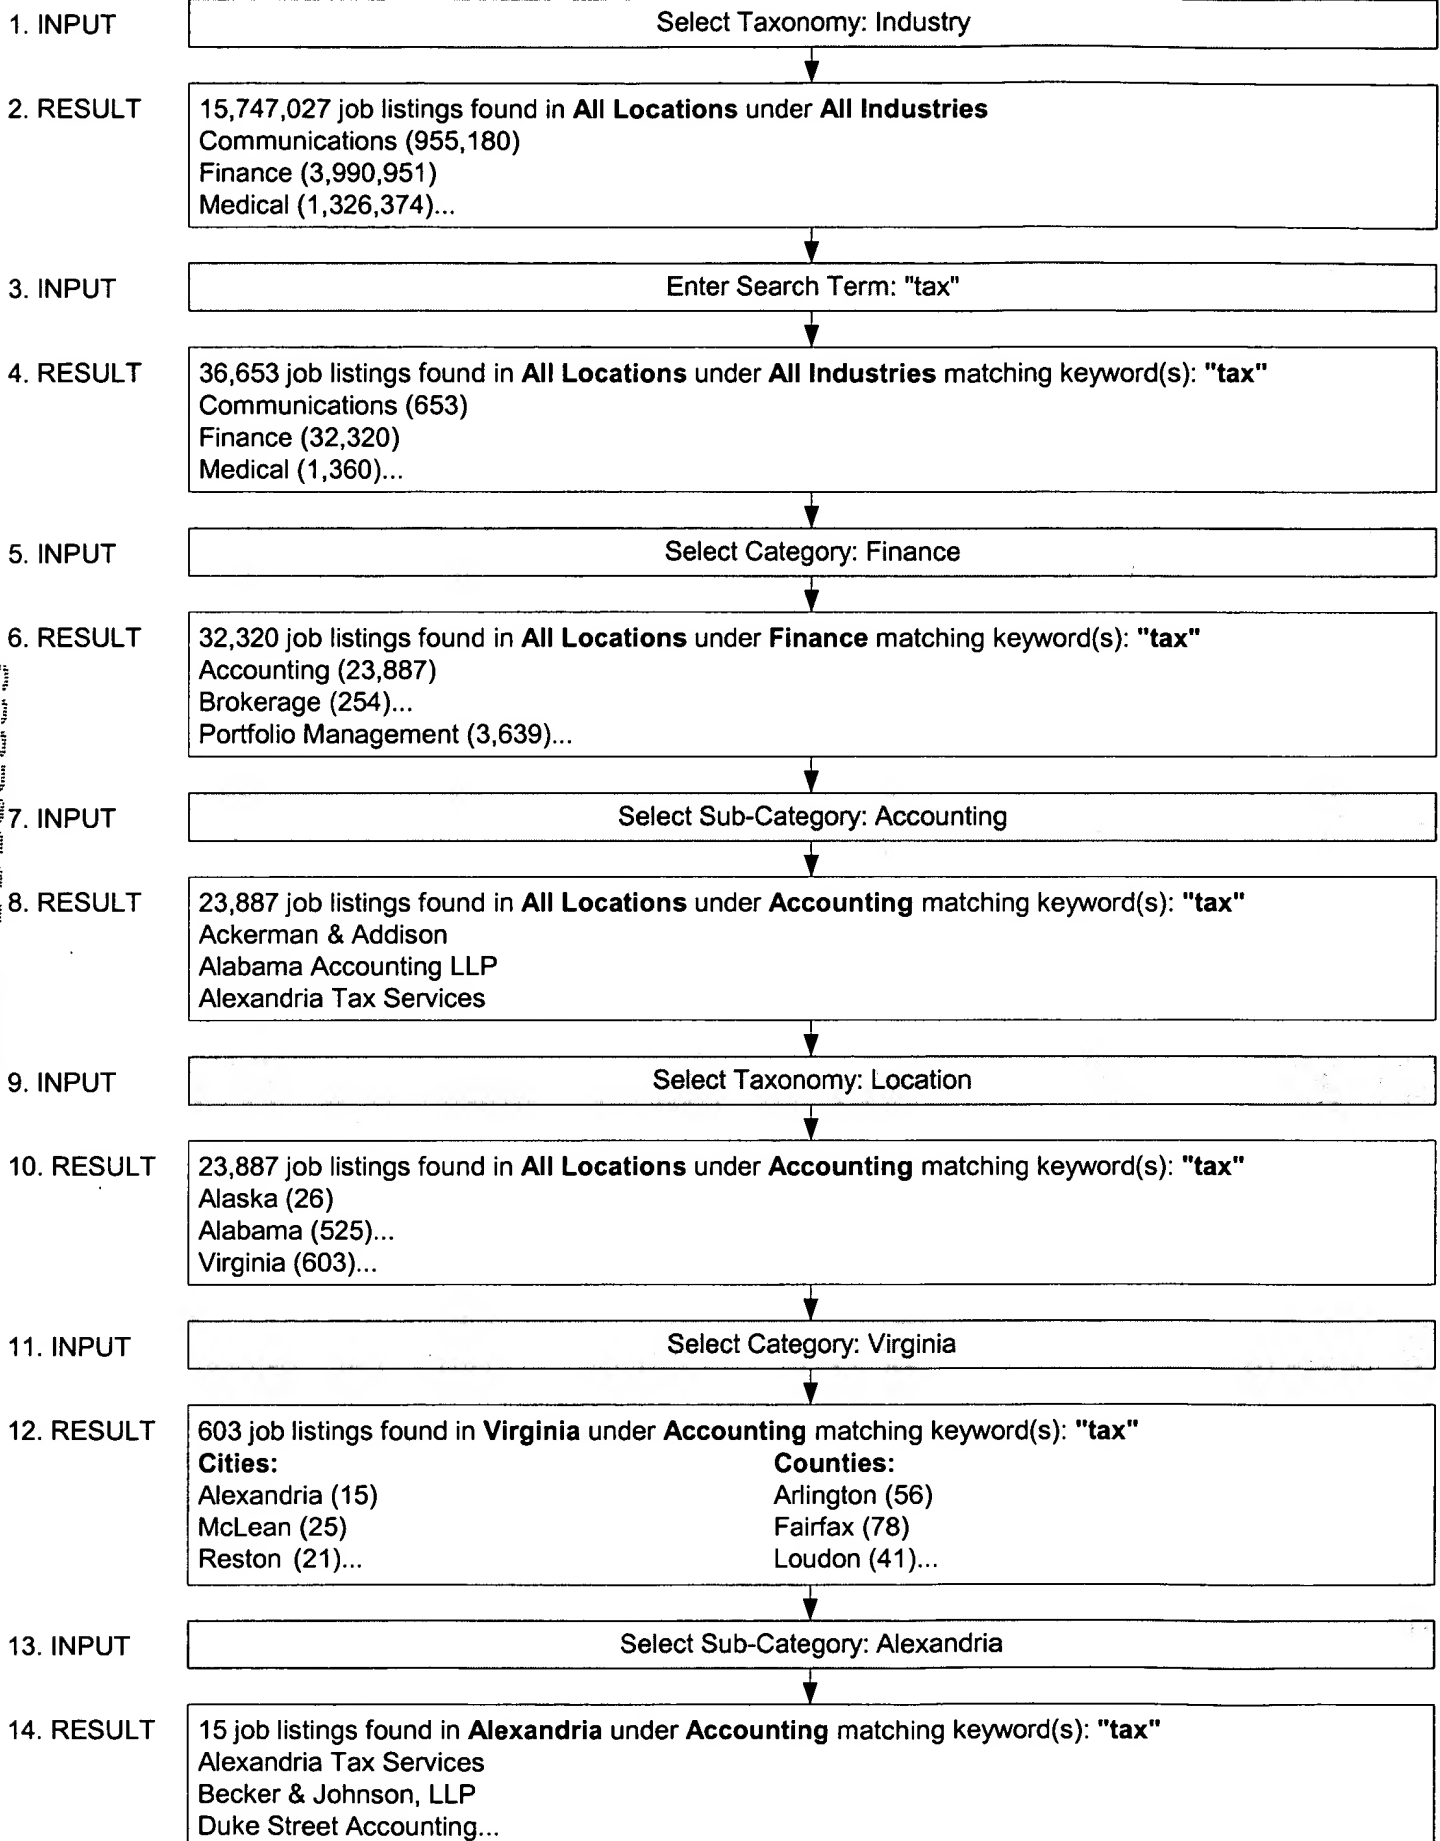 1. INPUT
Select Taxonomy: Industry
2. RESULT
15,747,027 job listings found in All Locations under All Industries
Communications (955,180)
Finance (3,990,951)
Medical (1,326,374)...
3. INPUT
Enter Search Term: "tax"
4. RESULT
36,653 job listings found in All Locations under All Industries matching keyword(s): "tax"
Communications (653)
Finance (32,320)
Medical (1,360)...
5. INPUT
Select Category: Finance
6. RESULT
32,320 job listings found in All Locations under Finance matching keyword(s): "tax"
Accounting (23,887)
Brokerage (254)...
Portfolio Management (3,639)...
7. INPUT
Select Sub-Category: Accounting
8. RESULT
23,887 job listings found in All Locations under Accounting matching keyword(s): "tax"
Ackerman & Addison
Alabama Accounting LLP
Alexandria Tax Services
9. INPUT
Select Taxonomy: Location
10. RESULT
23,887 job listings found in All Locations under Accounting matching keyword(s): "tax"
Alaska (26)
Alabama (525)...
Virginia (603)...
11. INPUT
Select Category: Virginia
12. RESULT
603 job listings found in Virginia under Accounting matching keyword(s): "tax"
Cities:
Alexandria (15)
McLean (25)
Reston (21)...
Counties:
Arlington (56)
Fairfax (78)
Loudon (41)...
13. INPUT
Select Sub-Category: Alexandria
14. RESULT
15 job listings found in Alexandria under Accounting matching keyword(s): "tax"
Alexandria Tax Services
Becker & Johnson, LLP
Duke Street Accounting...